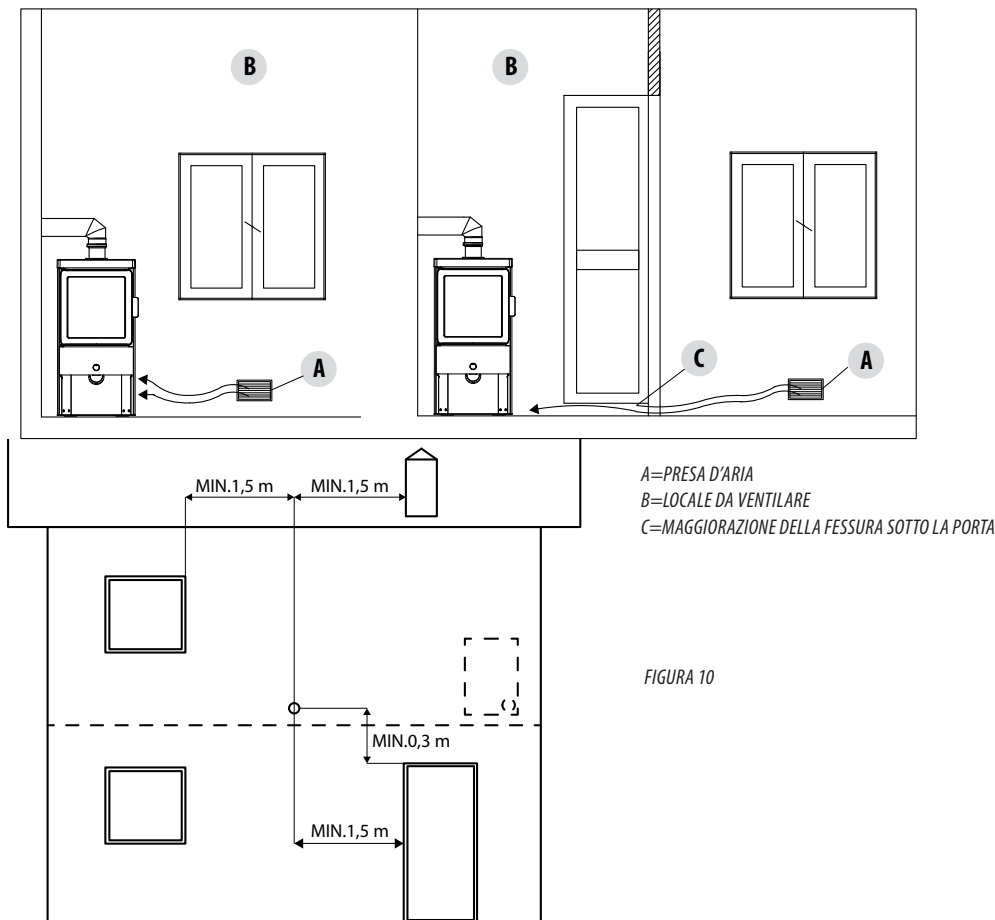 B
B
A
C
A
MIN.1,5 m
MIN.1,5 m
A=PRESA D'ARIA
B=LOCALE DA VENTILARE
C=MAGGIORAZIONE DELLA FESSURA SOTTO LA PORTA
FIGURA 10
MIN.0,3 m
MIN.1,5 m